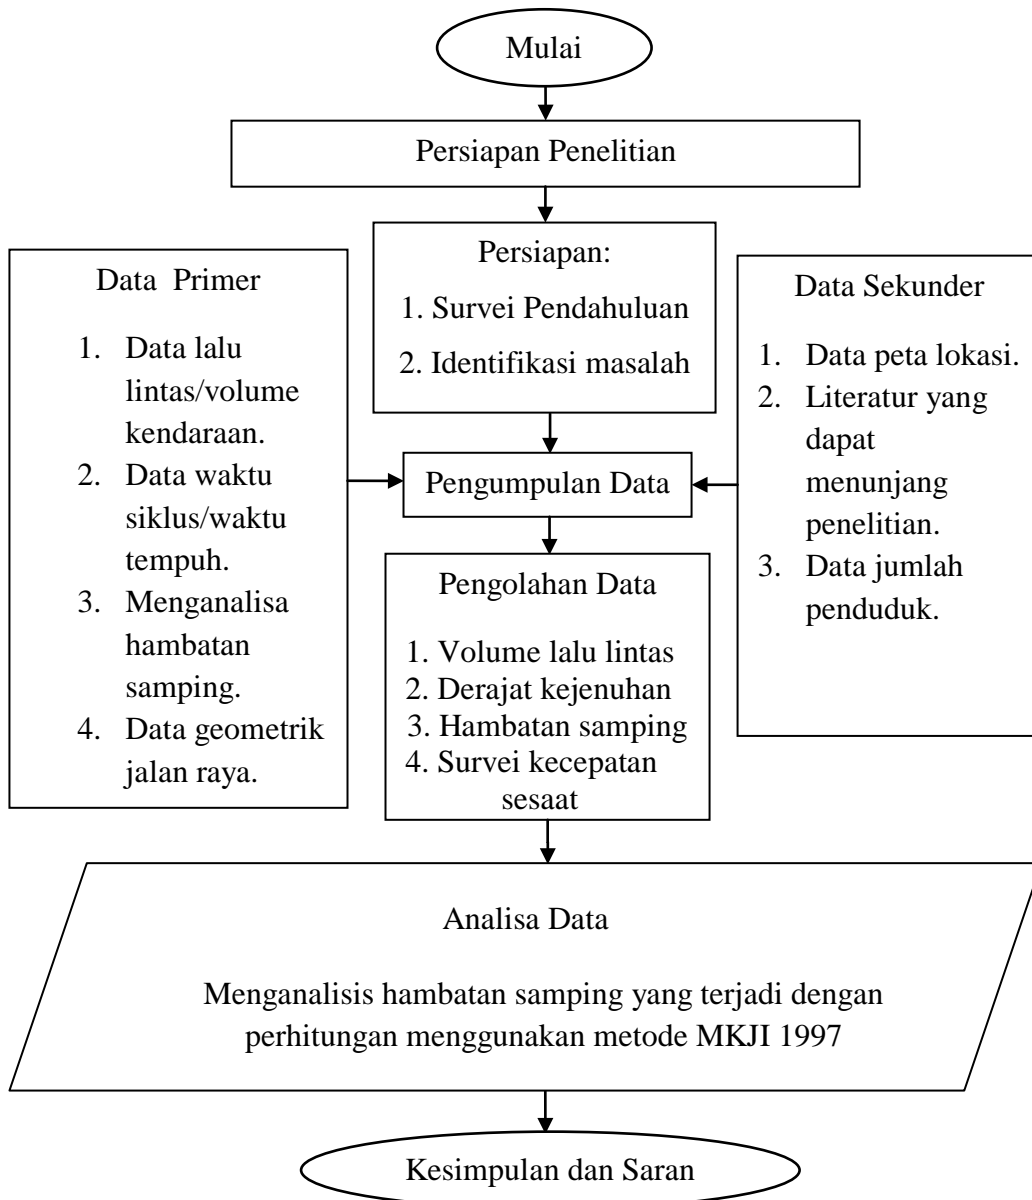 Mulai
Persiapan Penelitian
Persiapan:
1. Survei Pendahuluan
2. Identifikasi masalah
Data Primer
1. Data lalu
lintas/volume
kendaraan.
2. Data waktu
siklus/waktu
tempuh.
3. Menganalisa
hambatan
samping.
4. Data geometrik
jalan raya.
Data Sekunder
1. Data peta lokasi.
2. Literatur yang
dapat
menunjang
penelitian.
3. Data jumlah
penduduk.
Pengumpulan Data
Pengolahan Data
1. Volume lalu lintas
2. Derajat kejenuhan
3. Hambatan samping
4. Survei kecepatan
sesaat
Analisa Data
Menganalisis hambatan samping yang terjadi dengan
perhitungan menggunakan metode MKJI 1997
Kesimpulan dan Saran